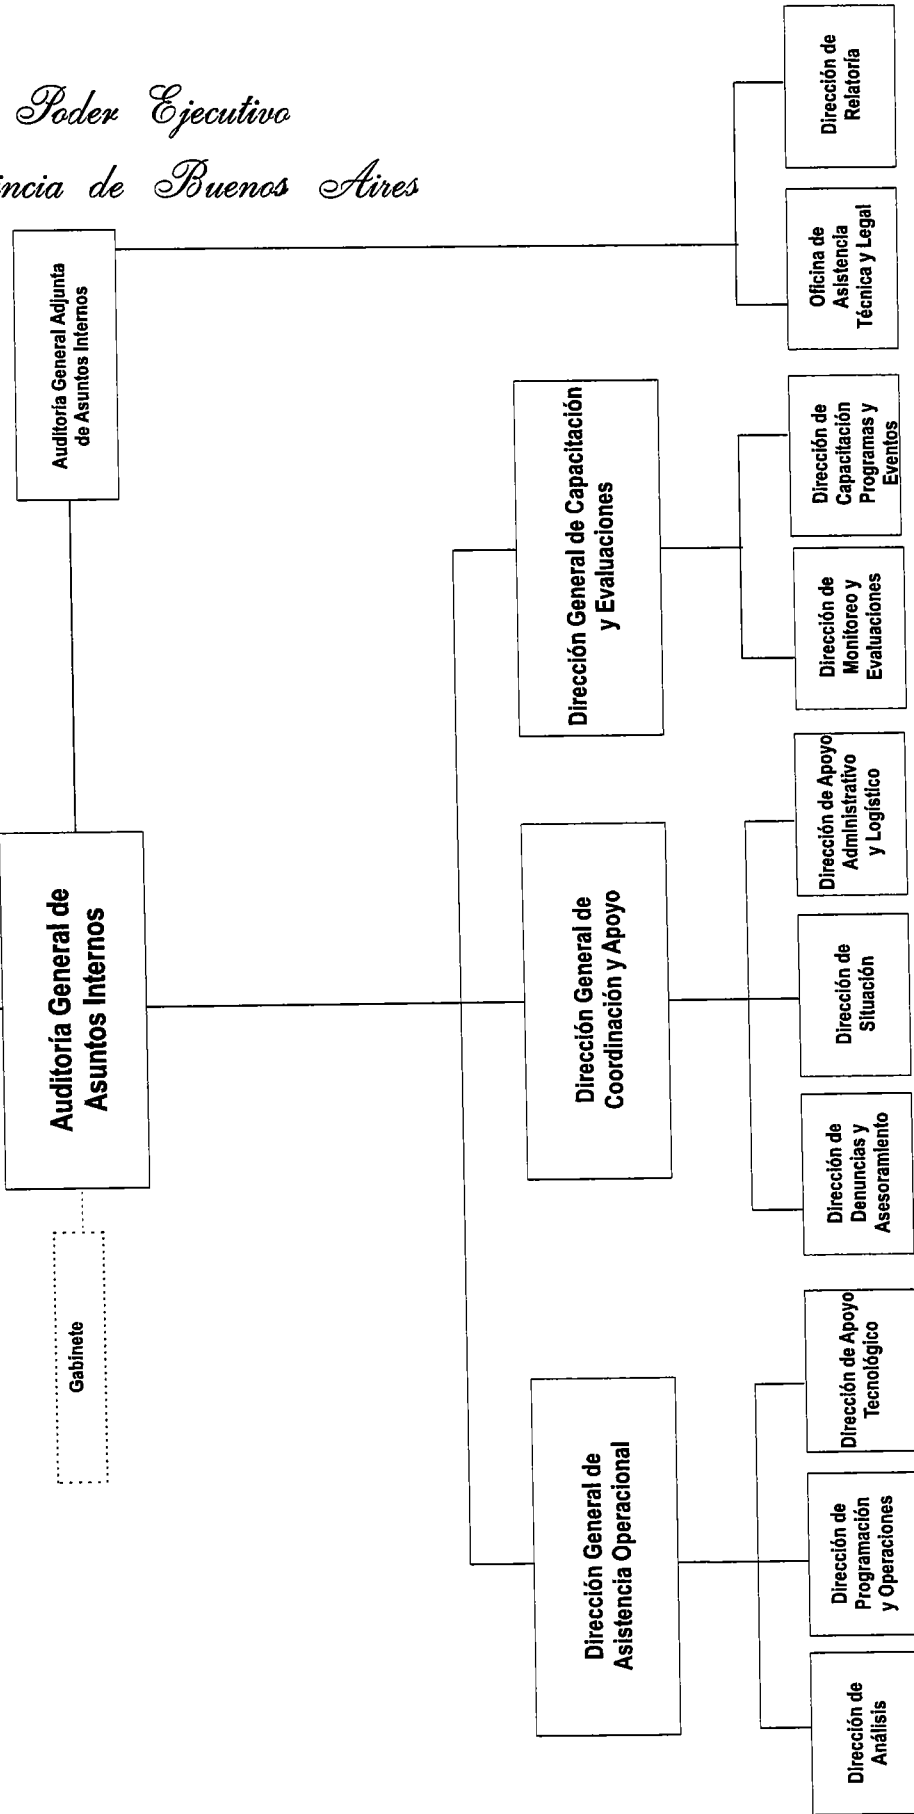 Poder Ejecutivo
de Buenos Aires
Auditoría General de
Asuntos Internos
Auditoría General Adjunta
de Asuntos Internos
Gabinete
Dirección General de
Asistencia Operacional
Dirección General de
Coordinación y Apoyo
Dirección General de Capacitación
y Evaluaciones
Dirección de
Análisis
Dirección de
Programación
y Operaciones
Dirección de Apoyo
Tecnológico
Dirección de
Denuncias y
Asesoramiento
Dirección de
Situación
Dirección de Apoyo
Administrativo
y Logístico
Dirección de
Monitoreo y
Evaluaciones
Dirección de
Capacitación
Programas y
Eventos
Oficina de
Asistencia
Técnica y Legal
Dirección de
Relatoría